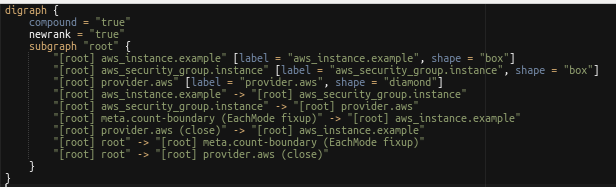 digraph {
compound = "true"
newrank = "true"
subgraph "root" {
"[root] aws_instance.example" [label = "aws_instance.example", shape = "box"]
"[root] aws_security_group.instance" [label = "aws_security_group.instance", shape = "box"]
"[root] provider.aws" [label = "provider.aws", shape = "diamond"]
"[root] aws_instance.example" -> "[root] aws_security_group.instance"
"[root] aws_security_group.instance" -> "[root] provider.aws"
"[root] meta.count-boundary (EachMode fixup)" -> "[root] aws_instance.example"
"[root] provider.aws (close)" -> "[root] aws_instance.example"
"[root] root" -> "[root] meta.count-boundary (EachMode fixup)"
"[root] root" -> "[root] provider.aws (close)"
}
}